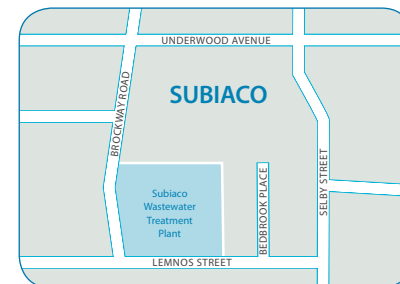 UNDERWOOD AVENUE
SUBIACO
BROCKWAY ROAD
Subiaco
Wastewater
Treatment
Plant
BEDBROOK PLACE
SELBY STREET
LEMNOS STREET